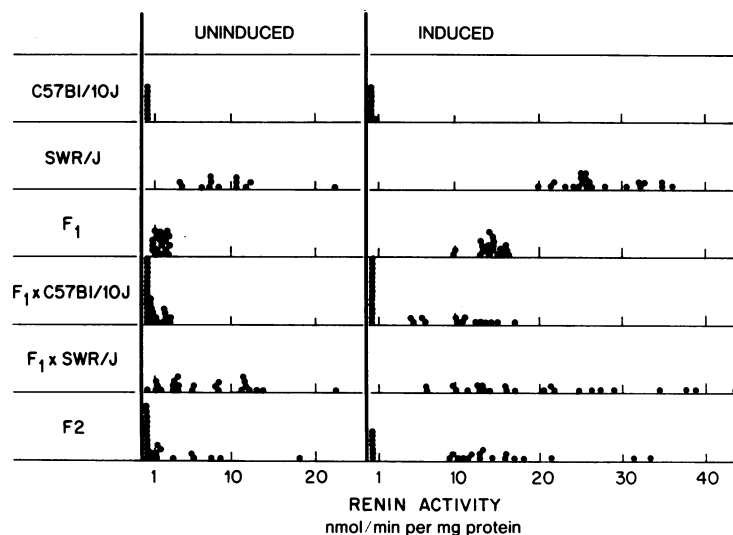 UNINDUCED INDUCED
C57Bl/10J
SWR/J
F1
F1 x C57Bl/10J
F1 x SWR/J
F2
1 10 20 1 10 20 30 40
RENIN ACTIVITY
nmol/min per mg protein